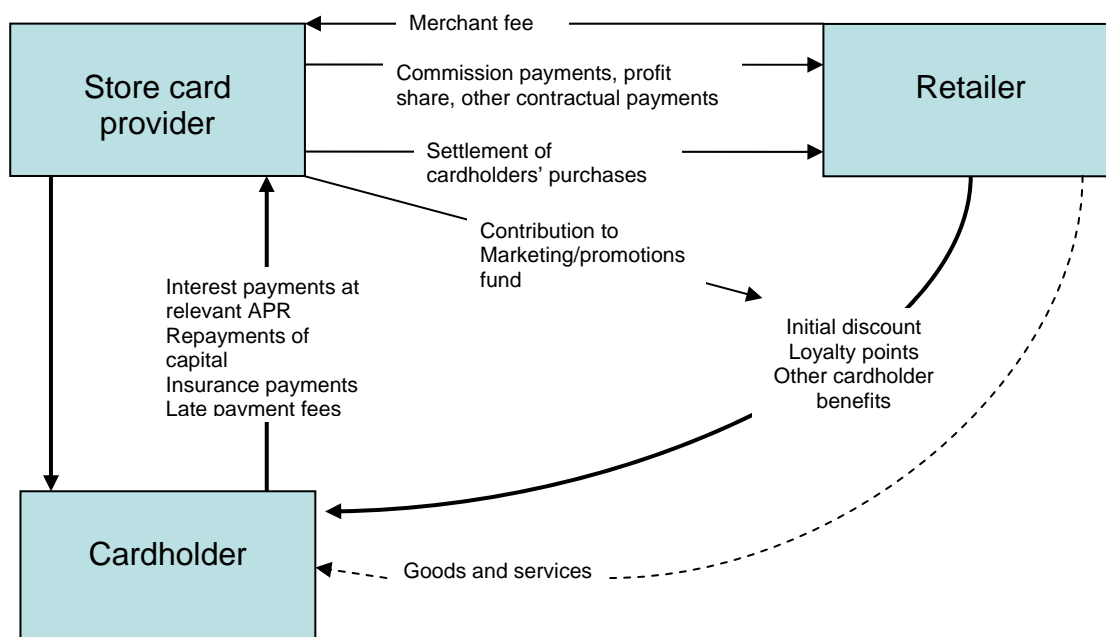 Merchant fee
Store card
provider
Commission payments, profit
share, other contractual payments
Retailer
Settlement of
cardholders' purchases
Contribution to
Marketing/promotions
fund
Interest payments at
relevant APR
Repayments of
capital
Insurance payments
Late payment fees
Initial discount
Loyalty points
Other cardholder
benefits
Cardholder
Goods and services